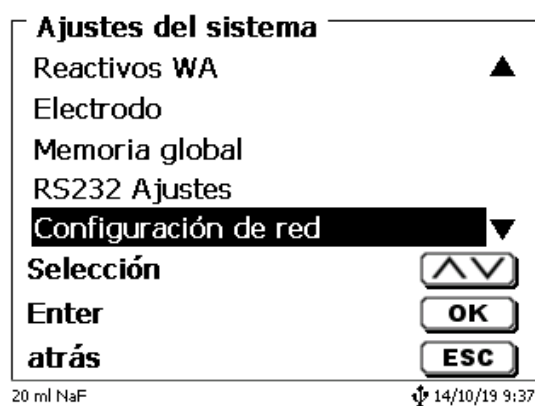 Ajustes del sistema
Reactivos WA
Electrodo
Memoria global
RS232 Ajustes
Configuración de red
Selección
Enter OK
atrás ESC
20 ml NaF 14/10/19 9:37